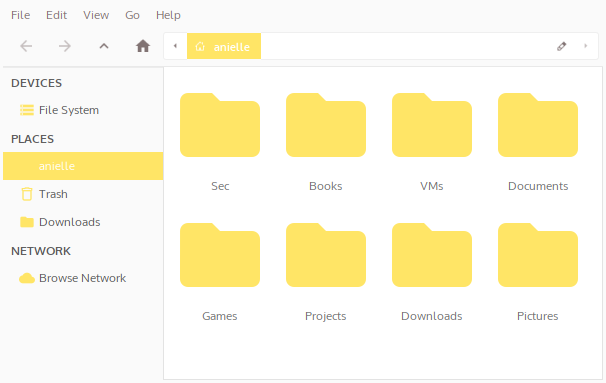 File Edit View Go Help
anielle
DEVICES
File System
PLACES
anielle
Trash
Downloads
NETWORK
Browse Network
Sec Books VMs Documents
Games Projects Downloads Pictures